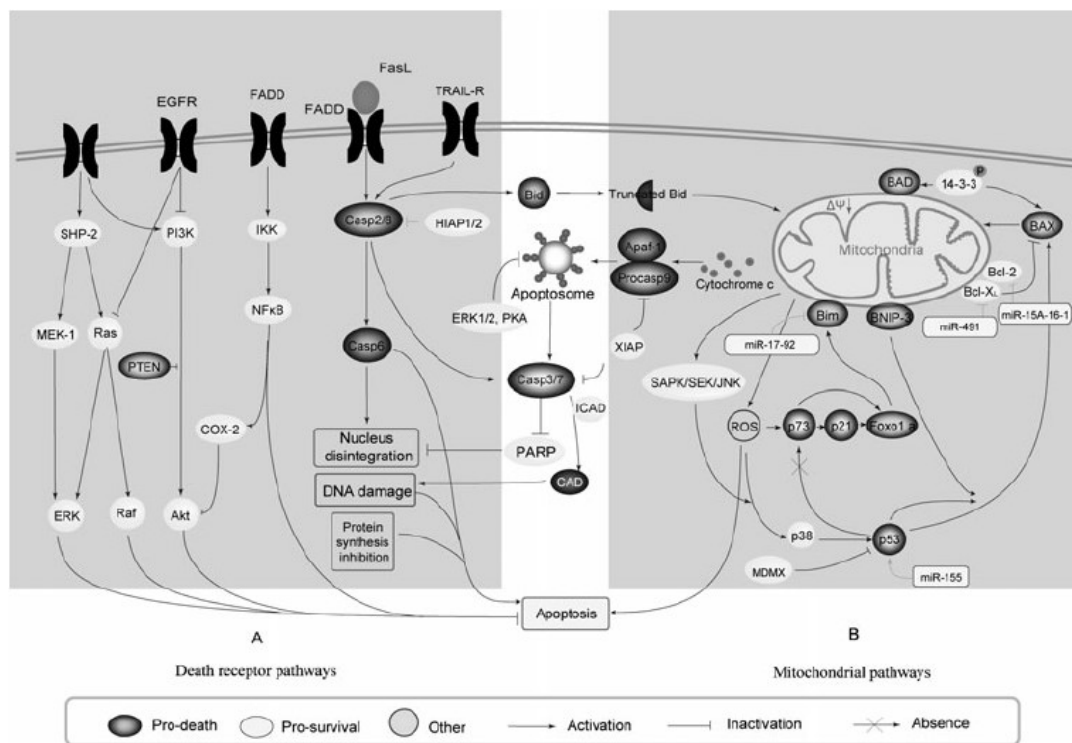 FasL
EGFR
FADD
FADD
TRAIL-R
SHP-2
PI3K
IKK
Casp2/8
HIAP1/2
Bid
Truncated Bid
BAD
14-3-3
P
ΔΨ
BAX
Mitochondria
Apaf-1
Procasp9
Cytochrome c
Apoptosome
Bcl-2
Bcl-XL
MEK-1
Ras
NFκB
ERK1/2, PKA
XIAP
Bim
BNIP-3
miR-491
miR-15A-16-1
miR-17-92
PTEN
Casp6
Casp3/7
SAPK/SEK/JNK
ICAD
COX-2
Nucleus
disintegration
PARP
ROS
p73
p21
Foxo1 a
DNA damage
CAD
ERK
Raf
Akt
Protein
synthesis
inhibition
p38
p53
MDMX
miR-155
Apoptosis
A
B
Death receptor pathways
Mitochondrial pathways
Pro-death
Pro-survival
Other
Activation
Inactivation
Absence